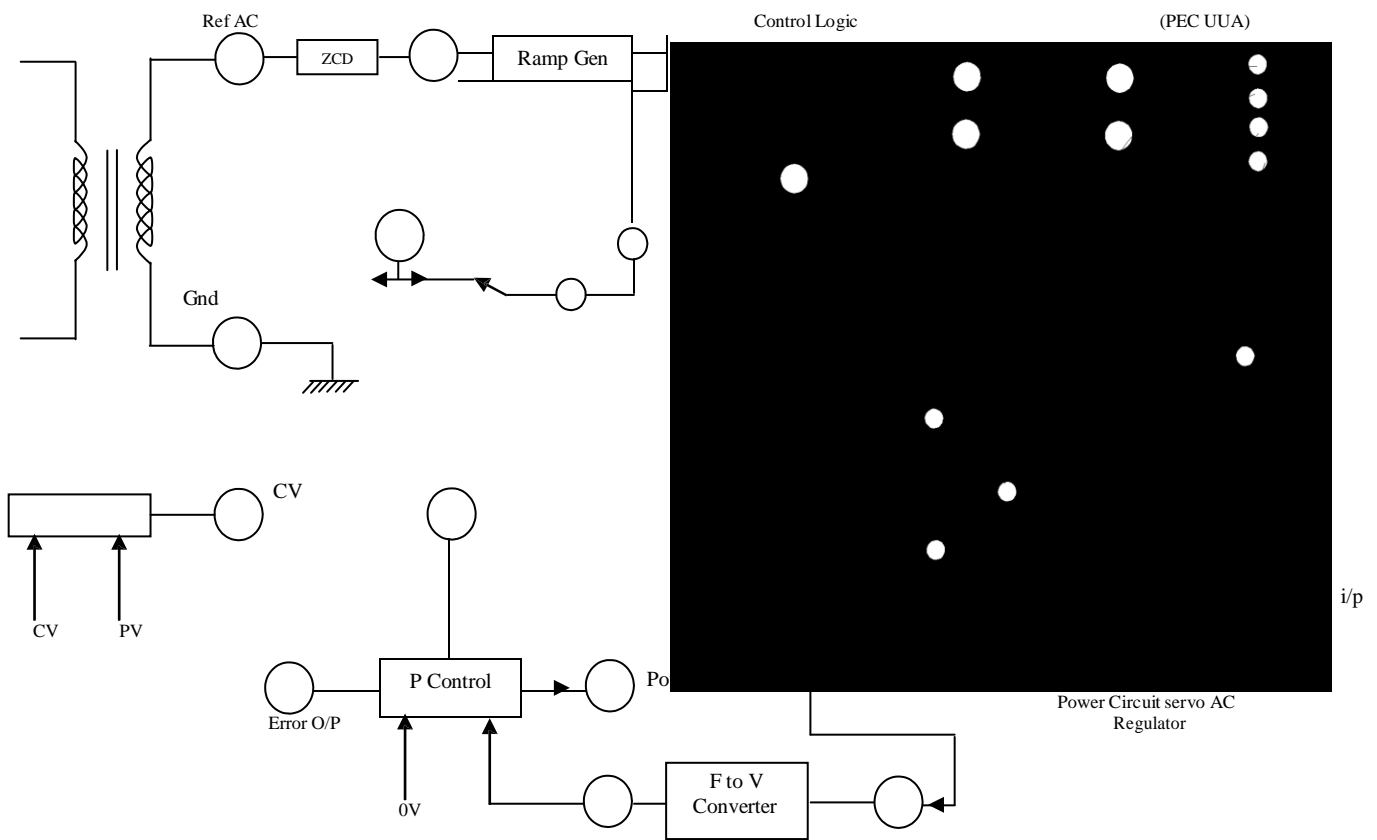 Ref AC
Control Logic
(PEC UUA)
ZCD
Ramp Gen
Gnd
CV
CV
PV
i/p
P Control
Po
Error O/P
Power Circuit servo AC
Regulator
F to V
Converter
0V